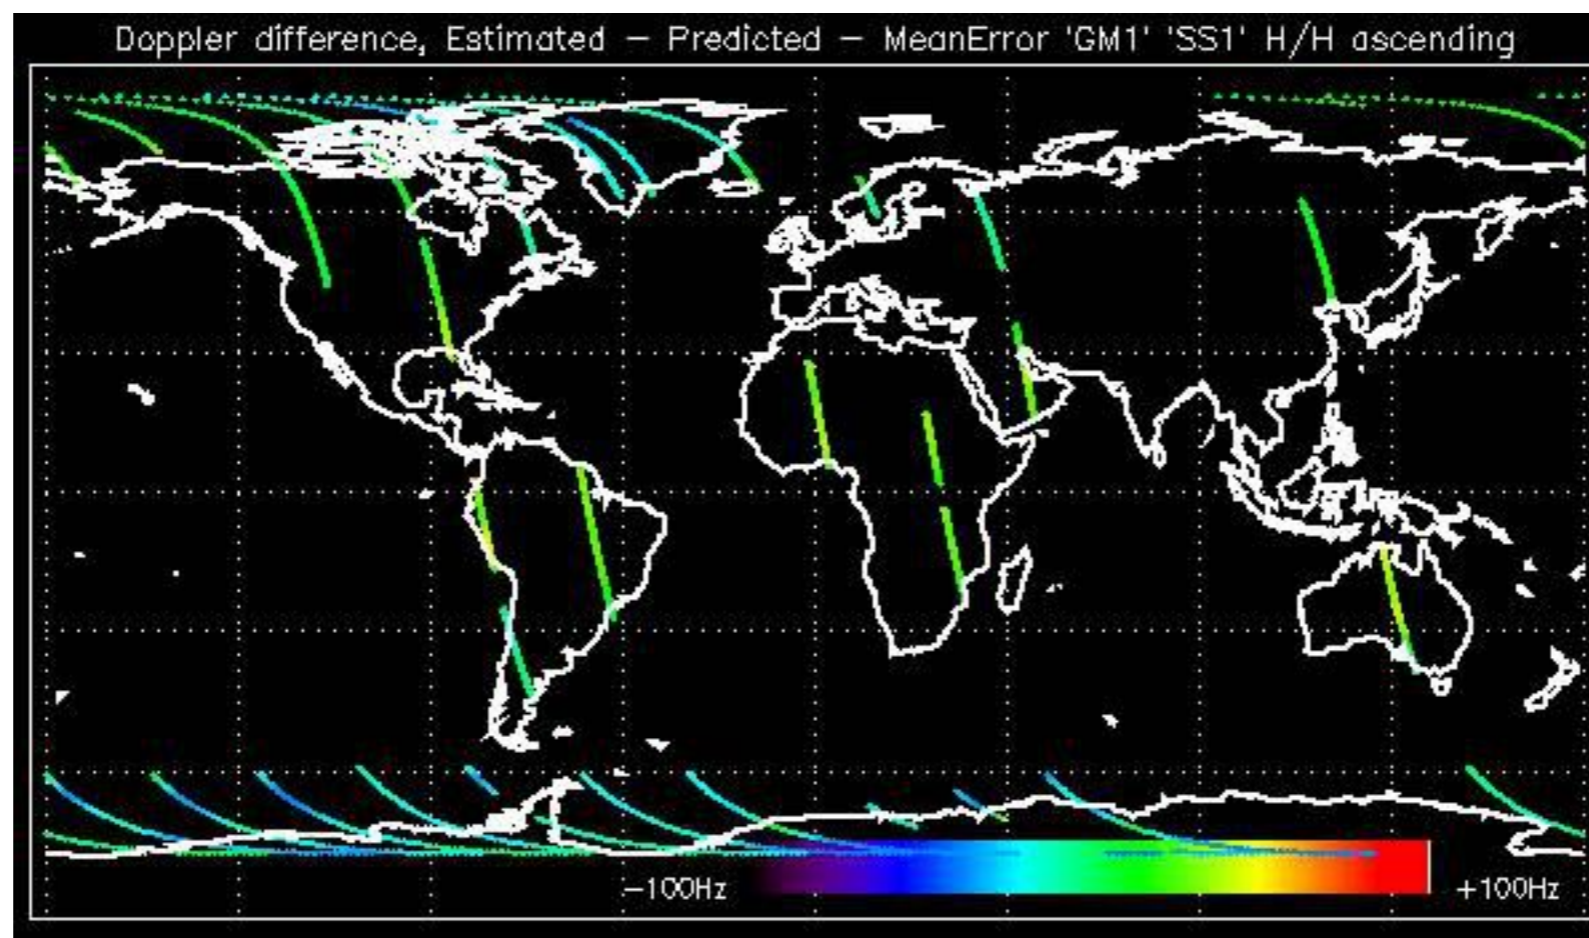 Doppler difference, Estimated – Predicted – MeanError 'GM1' 'SS1' H/H ascending
−100Hz
+100Hz